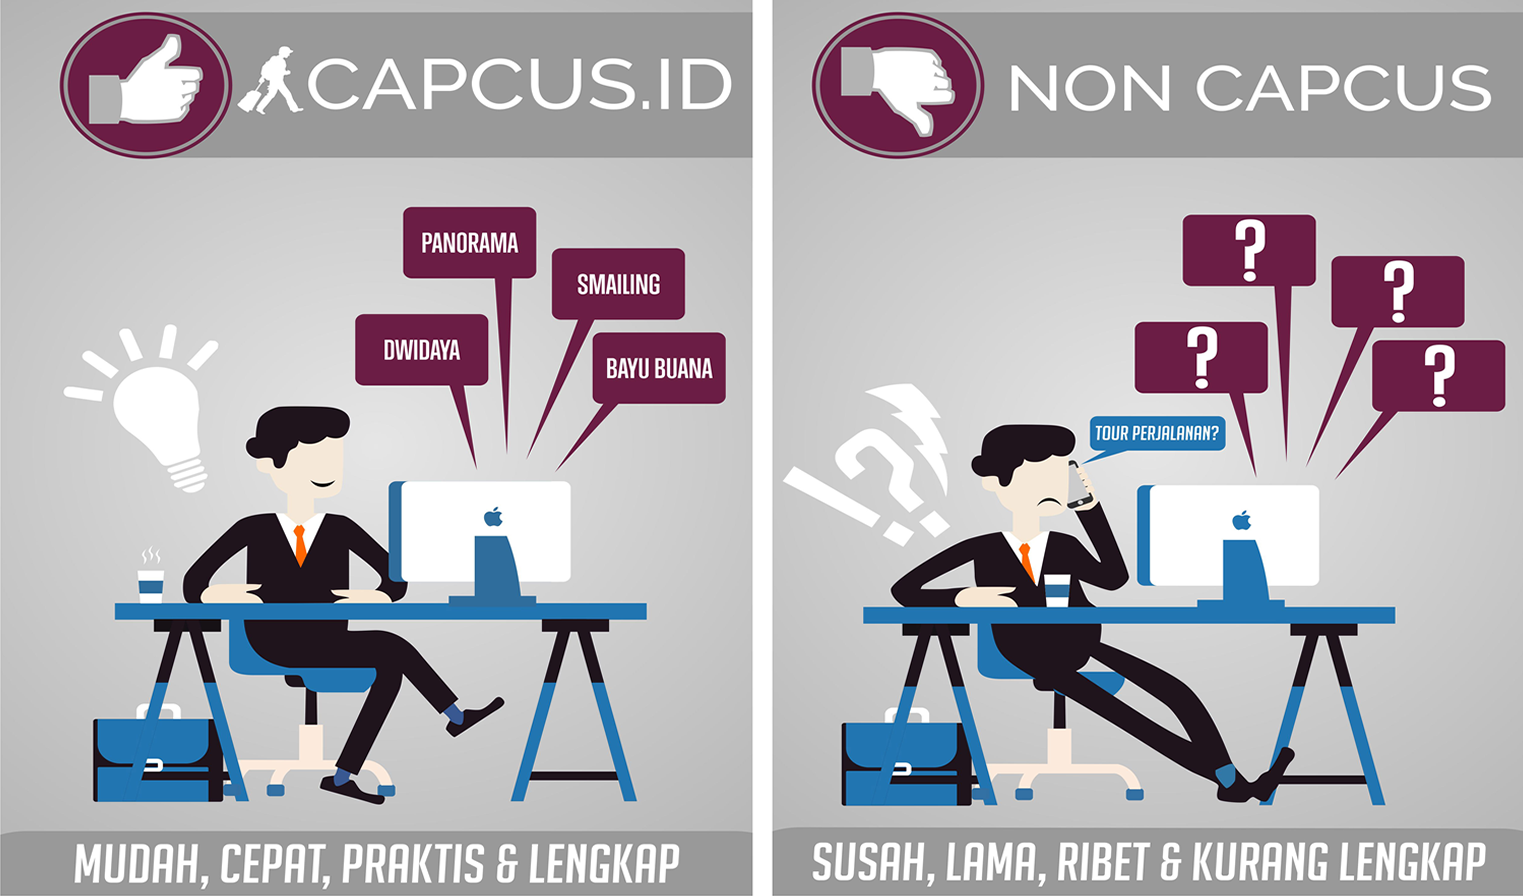 CAPCUS.ID
PANORAMA
SMAILING
DWIDAYA
BAYU BUANA
MUDAH, CEPAT, PRAKTIS & LENGKAP
NON CAPCUS
?
?
?
?
TOUR PERJALANAN?
!?
SUSAH, LAMA, RIBET & KURANG LENGKAP